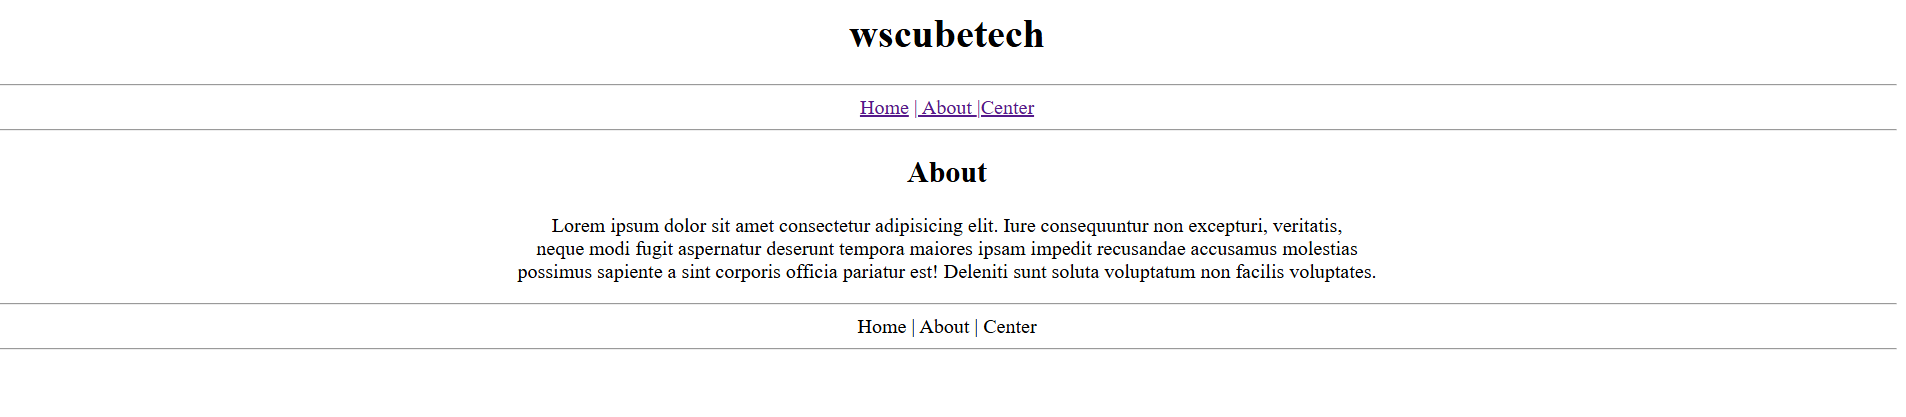 wscubetech
Home | About |Center
About
Lorem ipsum dolor sit amet consectetur adipisicing elit. Iure consequuntur non excepturi, veritatis,
neque modi fugit aspernatur deserunt tempora maiores ipsam impedit recusandae accusamus molestias
possimus sapiente a sint corporis officia pariatur est! Deleniti sunt soluta voluptatum non facilis voluptates.
Home | About | Center